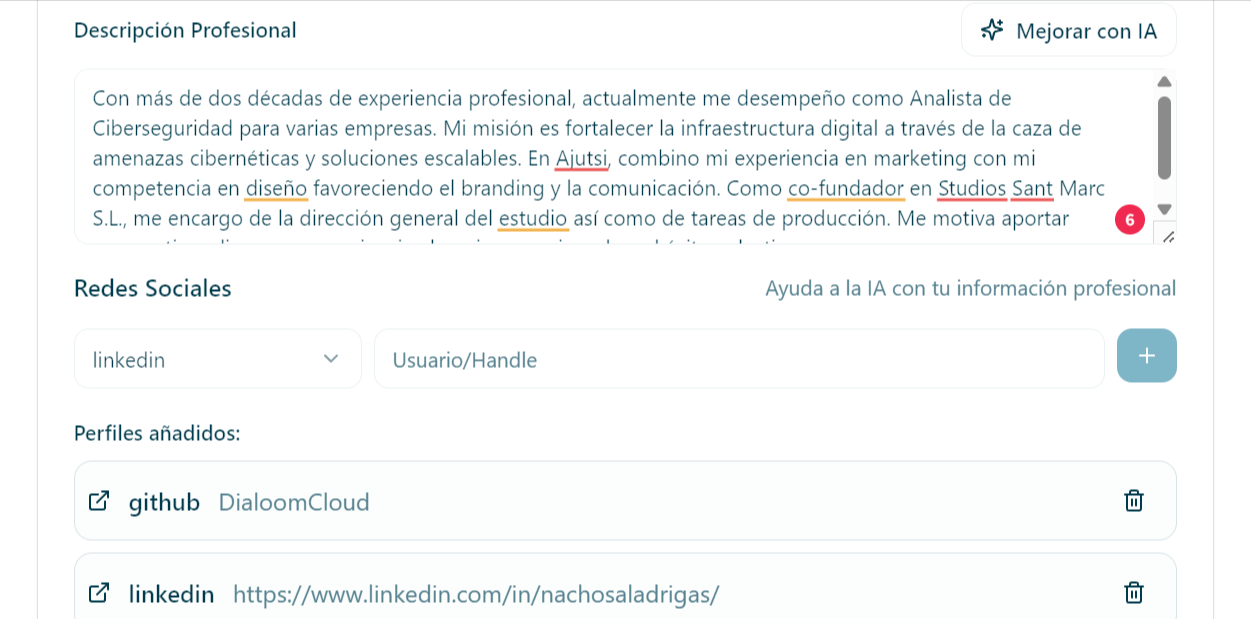 Descripción Profesional
Mejorar con IA
Con más de dos décadas de experiencia profesional, actualmente me desempeño como Analista de
Ciberseguridad para varias empresas. Mi misión es fortalecer la infraestructura digital a través de la caza de
amenazas cibernéticas y soluciones escalables. En Ajutsi, combino mi experiencia en marketing con mi
competencia en diseño favoreciendo el branding y la comunicación. Como co-fundador en Studios Sant Marc
S.L., me encargo de la dirección general del estudio así como de tareas de producción. Me motiva aportar
6
Redes Sociales
Ayuda a la IA con tu información profesional
linkedin
Usuario/Handle
Perfiles añadidos:
github DialoomCloud
linkedin https://www.linkedin.com/in/nachosaladrigas/